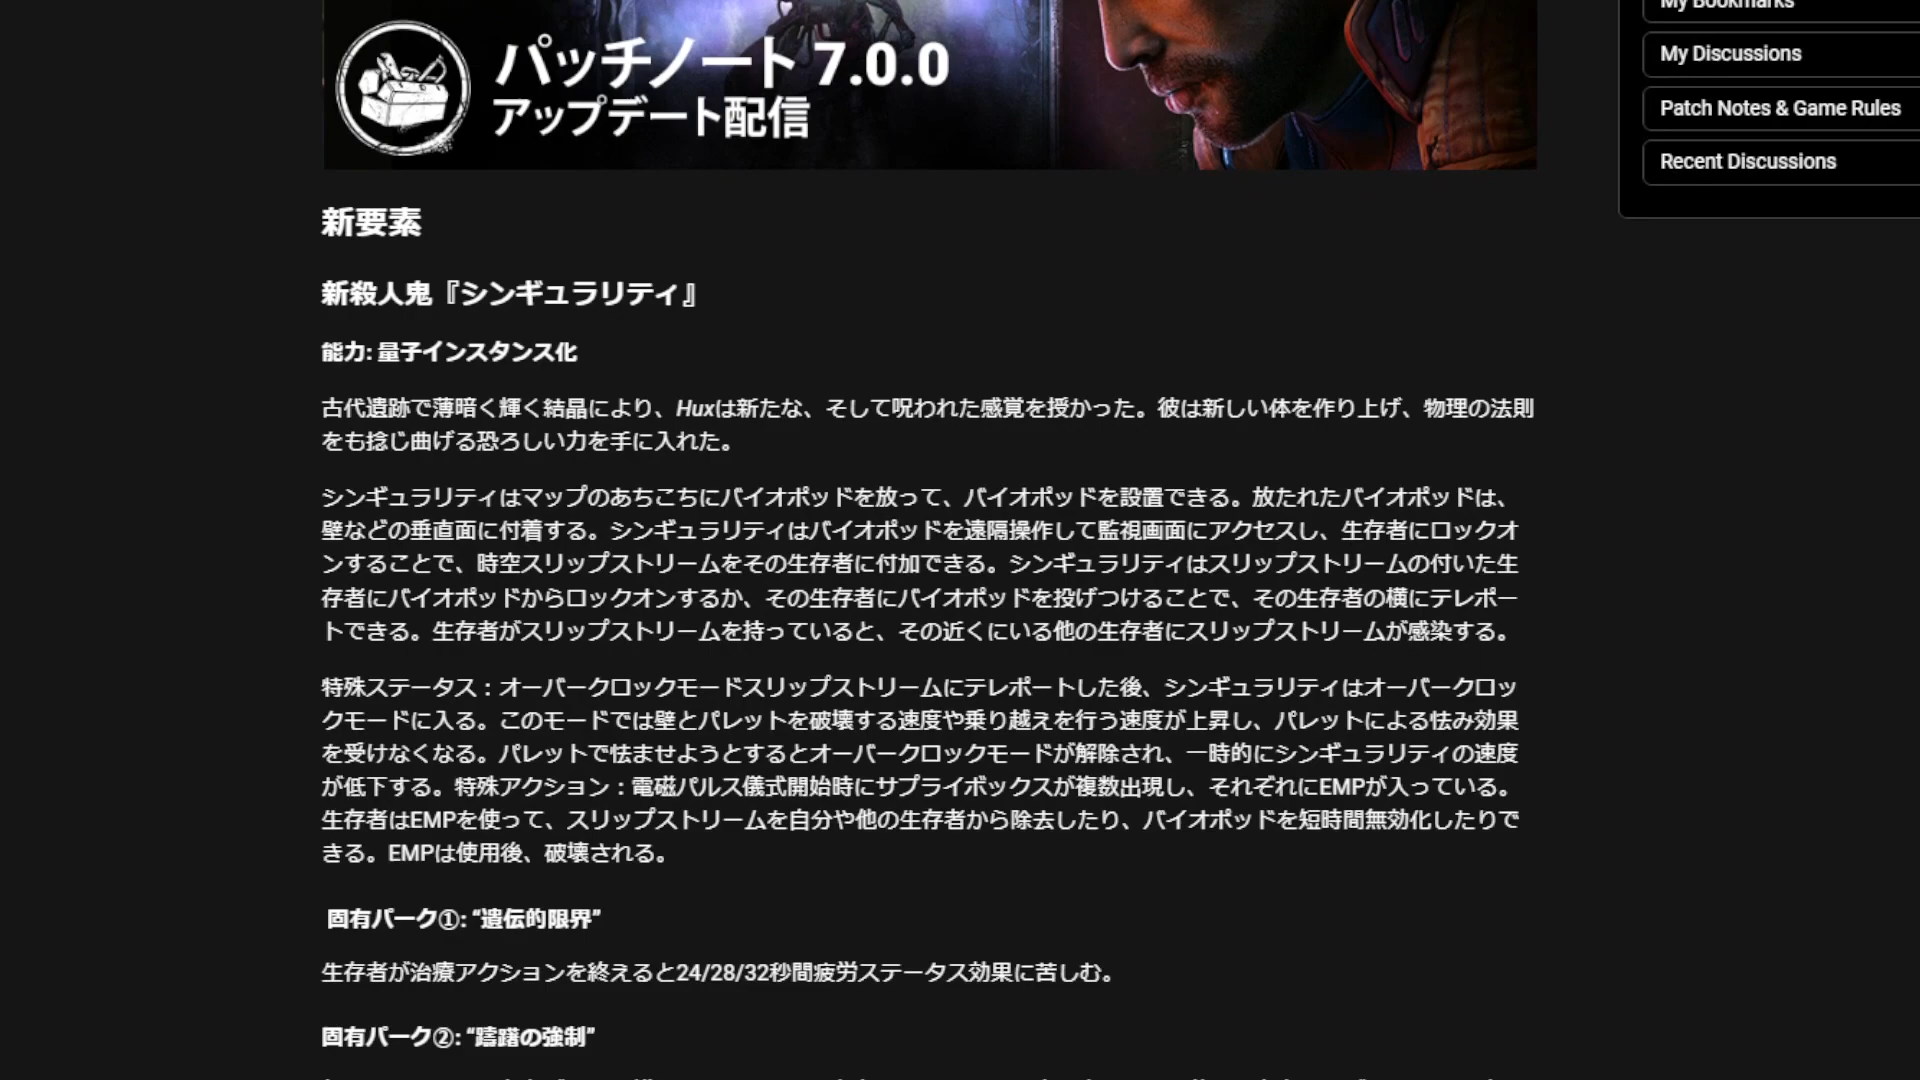 パッチノート 7.0.0
アップデート配信
My Bookmarks
My Discussions
Patch Notes & Game Rules
Recent Discussions
新要素
新殺人鬼『シンギュラリティ』
能力: 量子インスタンス化
古代遺跡で薄暗く輝く結晶により、Huxは新たな、そして呪われた感覚を授かった。彼は新しい体を作り上げ、物理の法則
をも捻じ曲げる恐ろしい力を手に入れた。
シンギュラリティはマップのあちこちにバイオポッドを放って、バイオポッドを設置できる。放たれたバイオポッドは、
壁などの垂直面に付着する。シンギュラリティはバイオポッドを遠隔操作して監視画面にアクセスし、生存者にロックオ
ンすることで、時空スリップストリームをその生存者に付加できる。シンギュラリティはスリップストリームの付いた生
存者にバイオポッドからロックオンするか、その生存者にバイオポッドを投げつけることで、その生存者の横にテレポー
トできる。生存者がスリップストリームを持っていると、その近くにいる他の生存者にスリップストリームが感染する。
特殊ステータス：オーバークロックモードスリップストリームにテレポートした後、シンギュラリティはオーバークロッ
クモードに入る。このモードでは壁とパレットを破壊する速度や乗り越えを行う速度が上昇し、パレットによる怯み効果
を受けなくなる。パレットで怯ませようとするとオーバークロックモードが解除され、一時的にシンギュラリティの速度
が低下する。特殊アクション：電磁パルス儀式開始時にサプライボックスが複数出現し、それぞれにEMPが入っている。
生存者はEMPを使って、スリップストリームを自分や他の生存者から除去したり、バイオポッドを短時間無効化したりで
きる。EMPは使用後、破壊される。
固有パーク①: “遺伝的限界”
生存者が治療アクションを終えると24/28/32秒間疲労ステータス効果に苦しむ。
固有パーク②: “躊躇の強制”